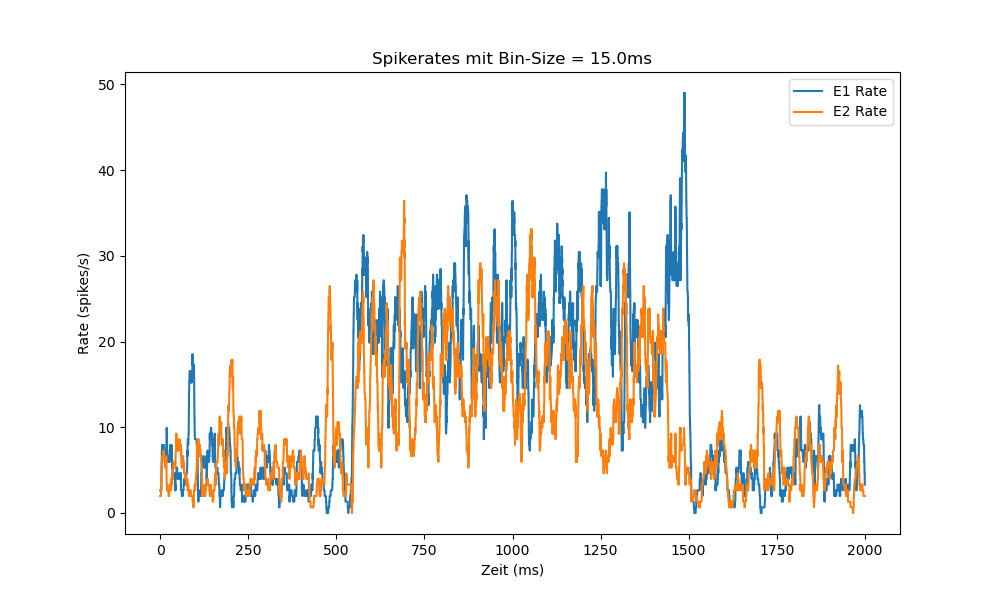 Spikerates mit Bin-Size = 15.0ms
E1 Rate
E2 Rate
Rate (spikes/s)
50
40
30
20
10
0
0 250 500 750 1000 1250 1500 1750 2000
Zeit (ms)